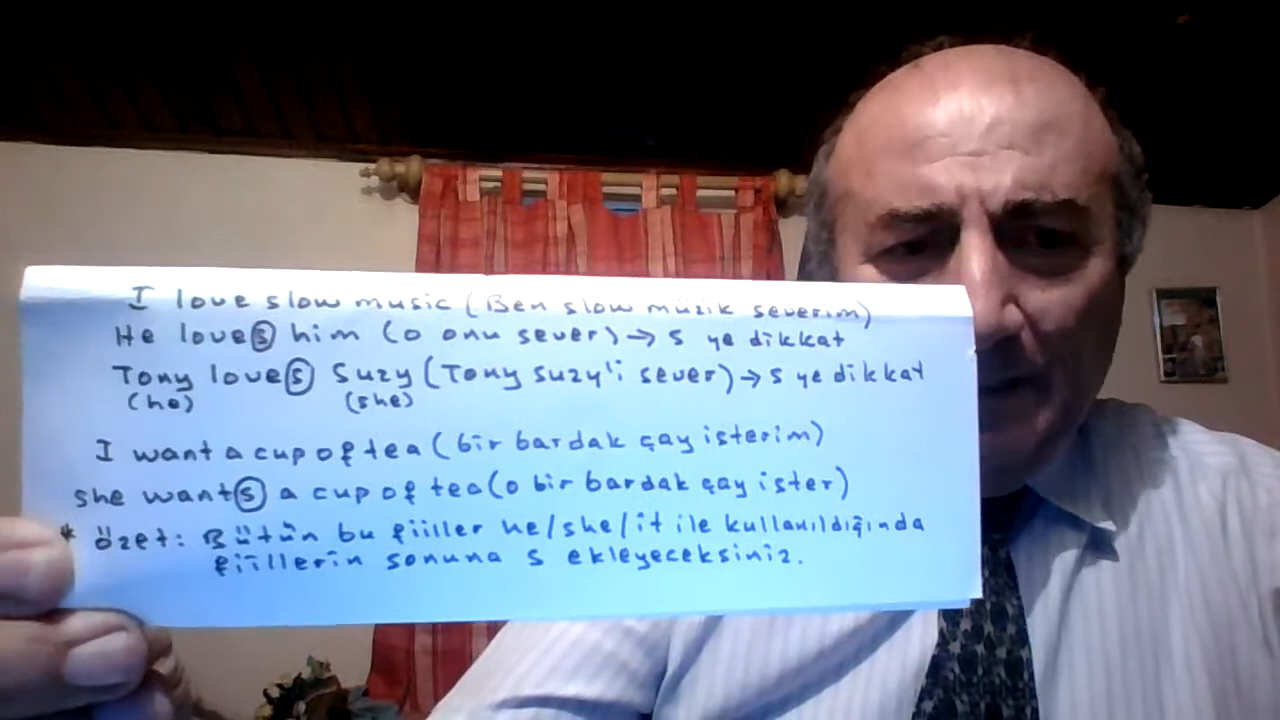 I love slow music (Ben slow müzik severim)
He loves him (o onu sever) → s ye dikkat
Tony loves Suzy (Tony Suzy'i sever) → s ye dikkat
(he) (she)
I want a cup of tea (bir bardak çay isterim)
she wants a cup of tea (o bir bardak çay ister)
* özet: Bütün bu fiiller he/she/it ile kullanıldığında
fiillerin sonuna s ekleyeceksiniz.